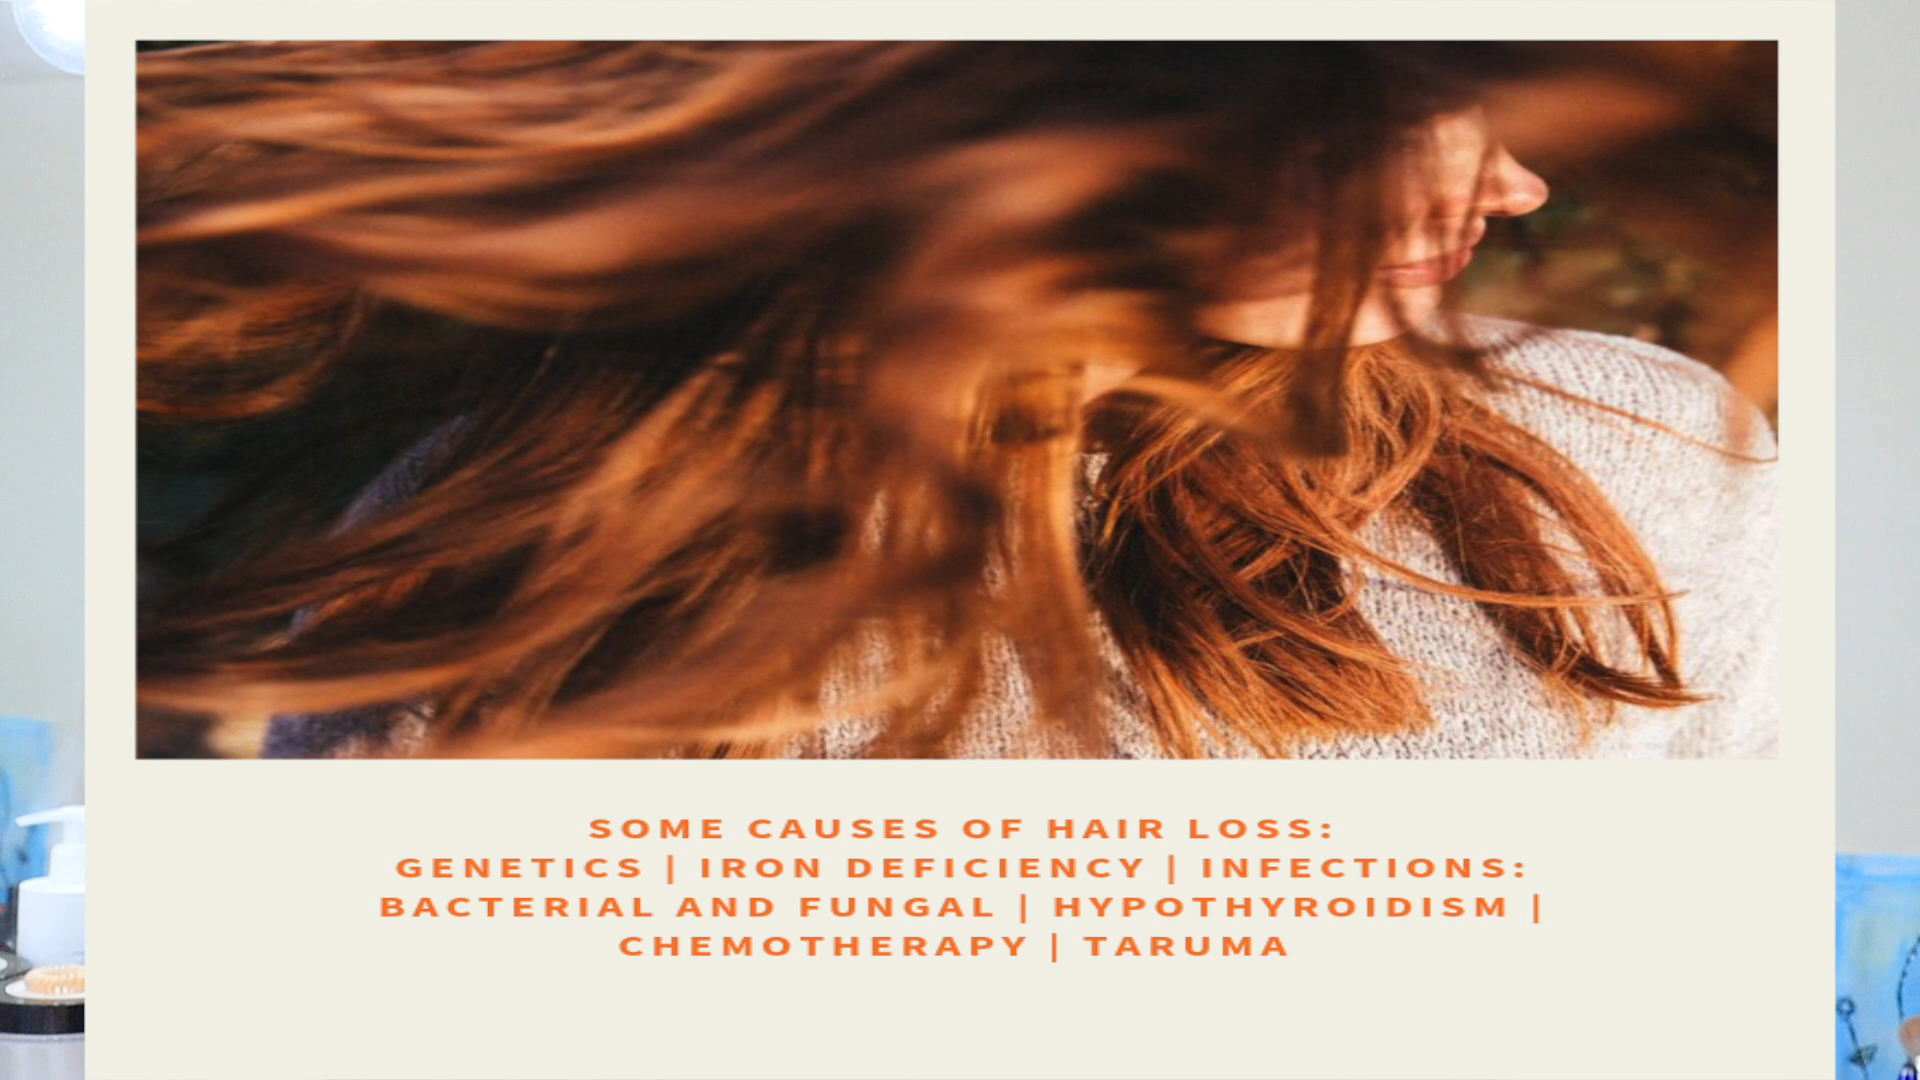 SOME CAUSES OF HAIR LOSS:
GENETICS | IRON DEFICIENCY | INFECTIONS:
BACTERIAL AND FUNGAL | HYPOTHYROIDISM |
CHEMOTHERAPY | TARUMA